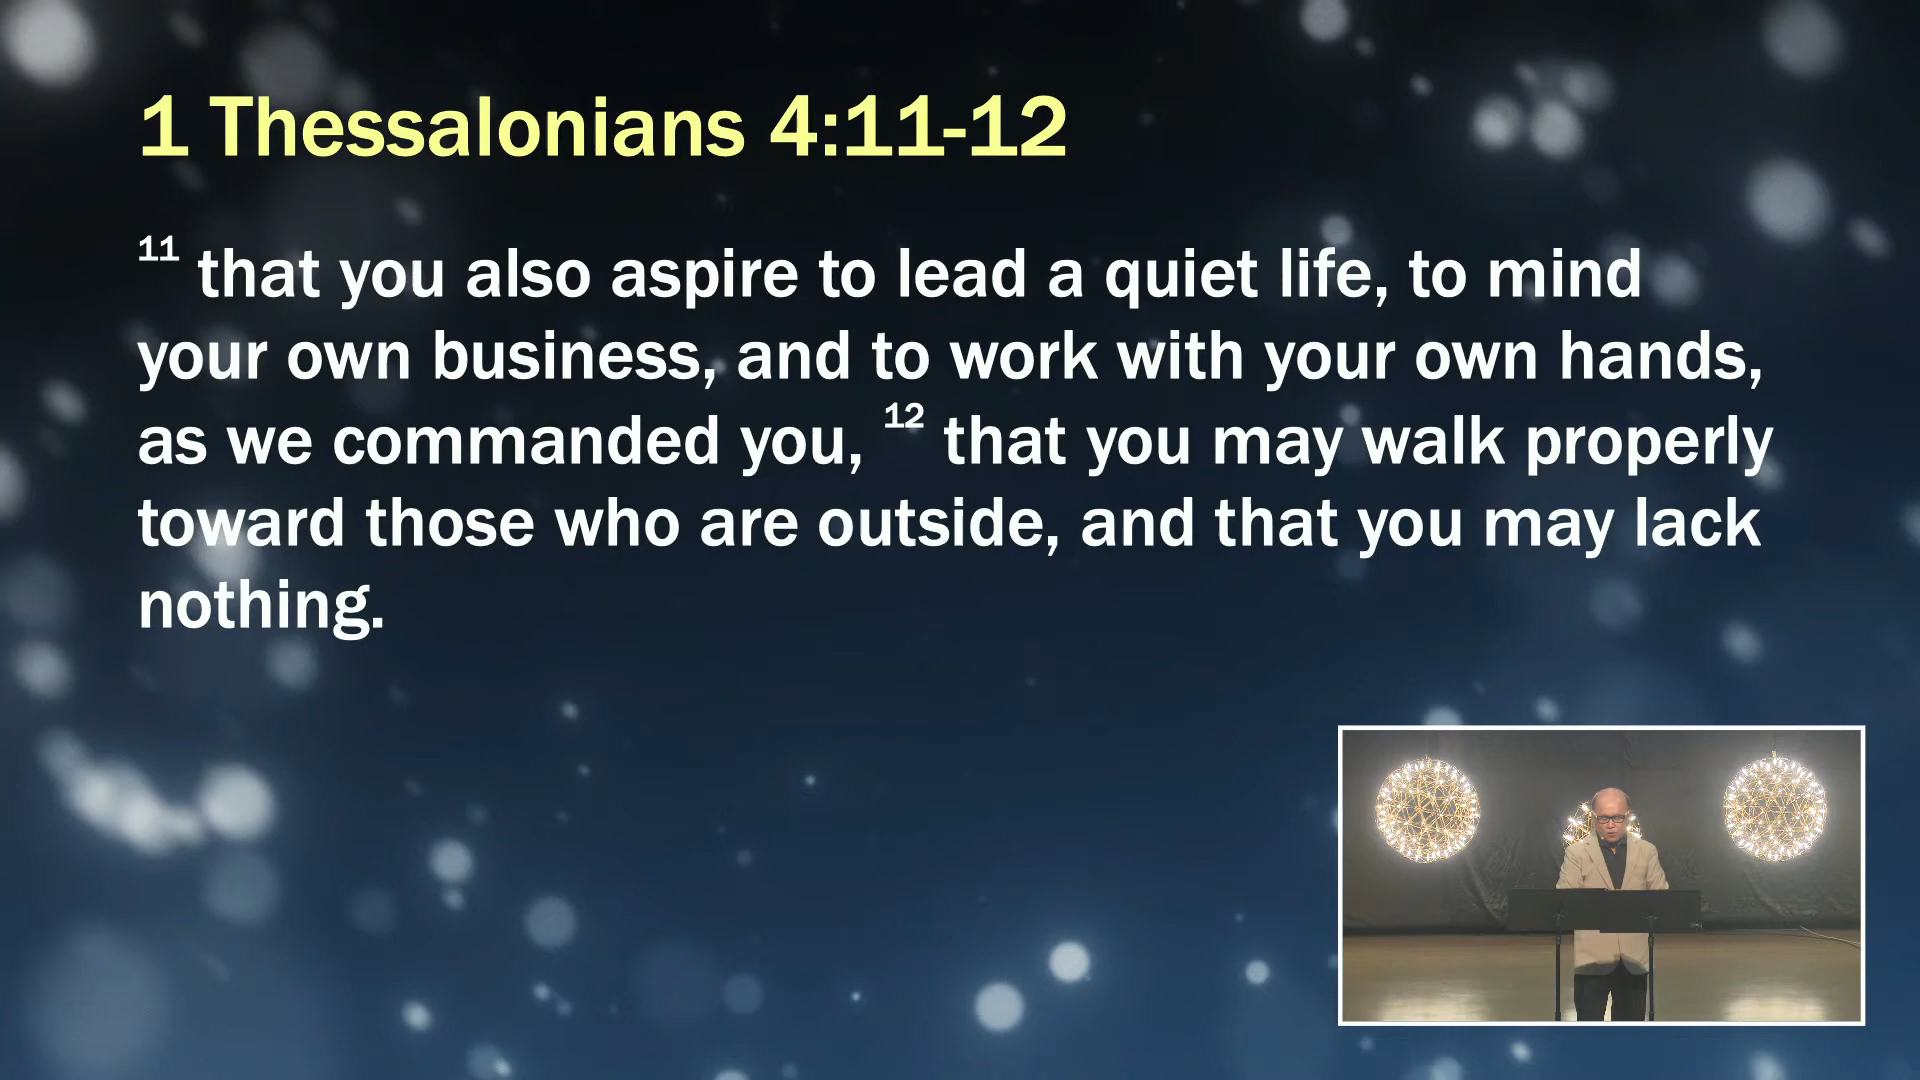 1 Thessalonians 4:11-12
11 that you also aspire to lead a quiet life, to mind
your own business, and to work with your own hands,
as we commanded you, 12 that you may walk properly
toward those who are outside, and that you may lack
nothing.